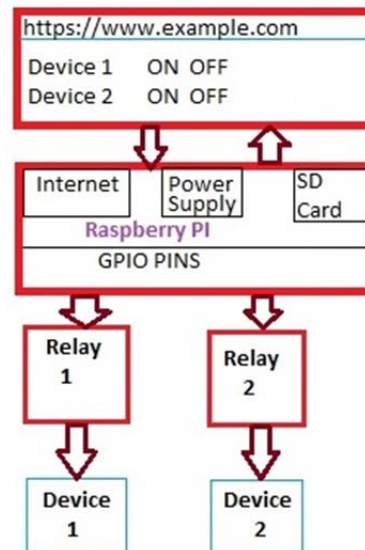 https://www.example.com
Device 1 ON OFF
Device 2 ON OFF
Internet
Power
Supply
SD
Card
Raspberry PI
GPIO PINS
Relay
1
Relay
2
Device
1
Device
2